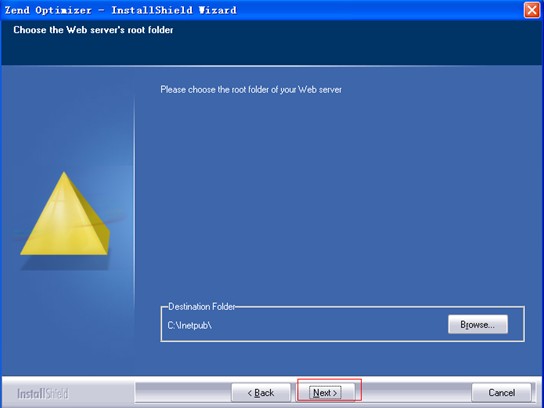 Zend Optimizer - InstallShield Wizard
Choose the Web server's root folder
Please choose the root folder of your Web server
Destination Folder
C:\Inetpub\
Browse...
InstallShield
< Back
Next >
Cancel